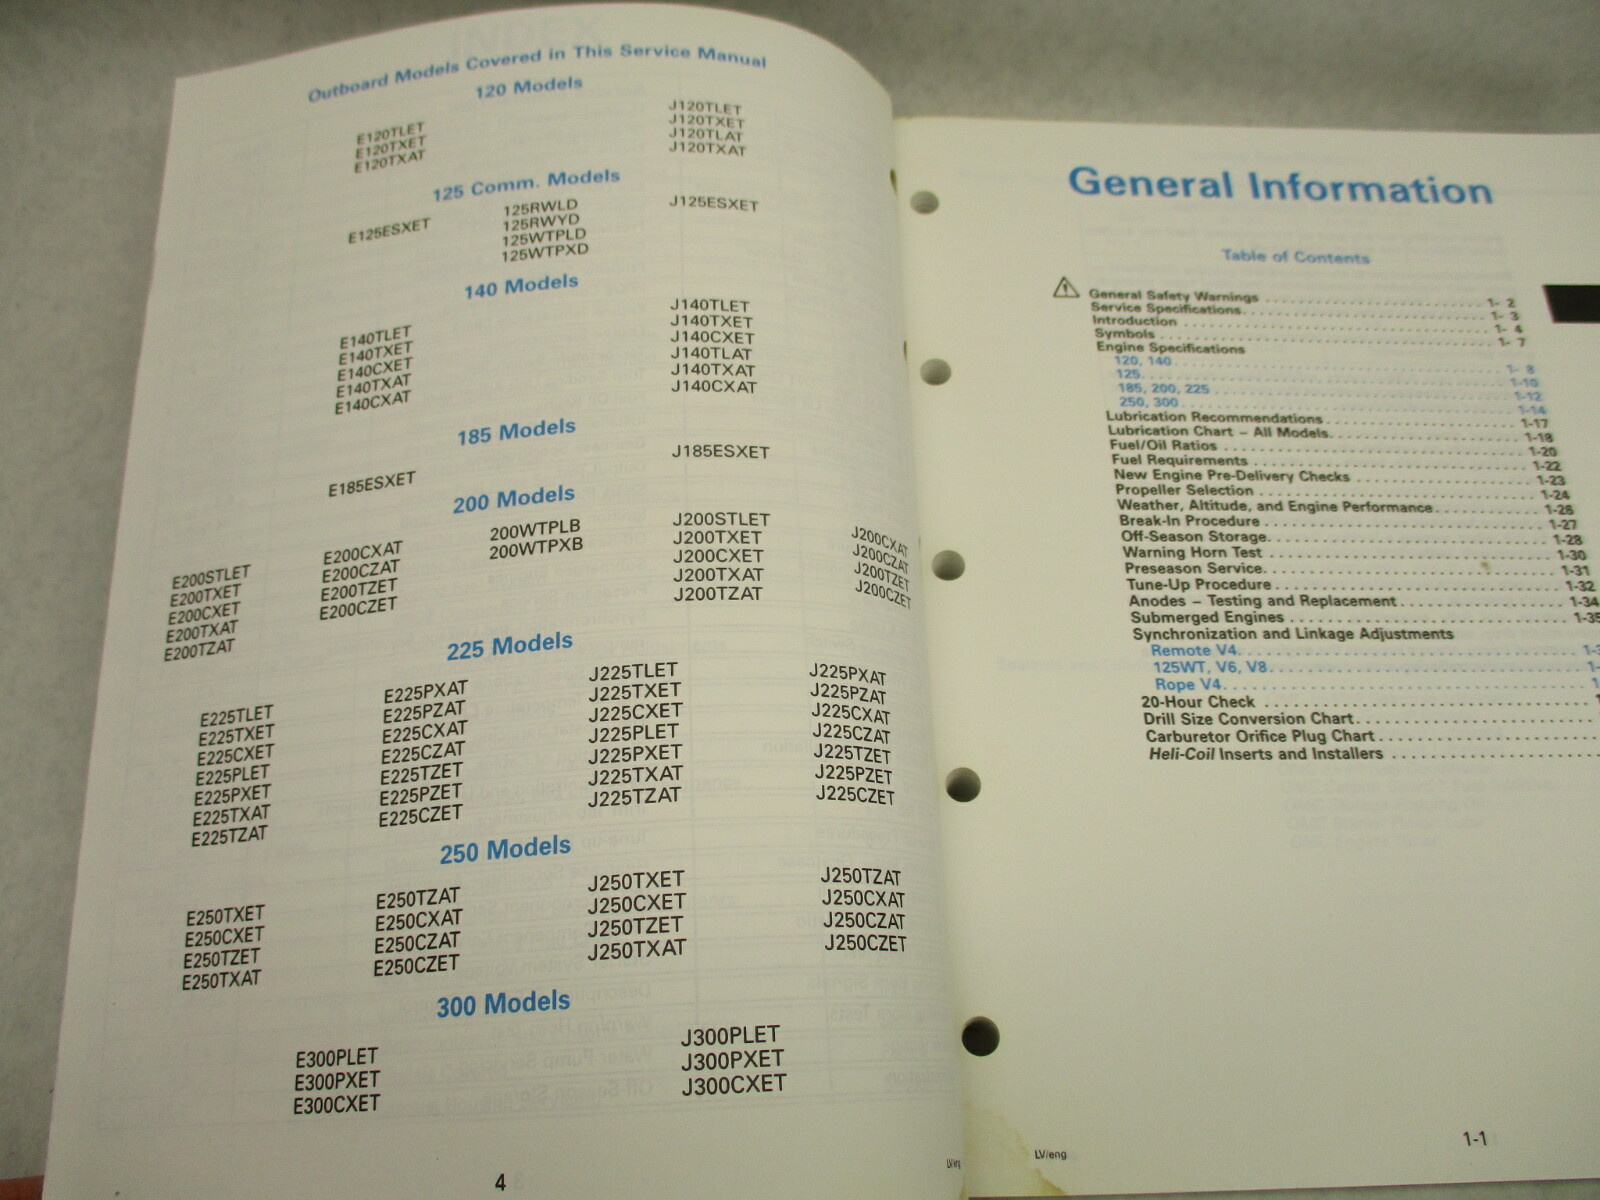 Outboard Models Covered in This Service Manual
120 Models
E120TLET
E120TXET
E120TXAT
J120TLET
J120TXET
J120TLAT
J120TXAT
125 Comm. Models
E125ESXET
125RWLD
125RWYD
125WTPLD
125WTPXD
J125ESXET
140 Models
E140TLET
E140TXET
E140CXET
E140TXAT
E140CXAT
J140TLET
J140TXET
J140CXET
J140TLAT
J140TXAT
J140CXAT
185 Models
E185ESXET
J185ESXET
200 Models
E200STLET
E200TXET
E200CXET
E200TXAT
E200TZAT
E200CXAT
E200CZAT
E200TZET
E200CZET
200WTPLB
200WTPXB
J200STLET
J200TXET
J200CXET
J200TXAT
J200TZAT
J200CXAT
J200CZAT
J200TZET
J200CZET
225 Models
E225TLET
E225TXET
E225CXET
E225PLET
E225PXET
E225TXAT
E225TZAT
E225PXAT
E225PZAT
E225CXAT
E225CZAT
E225TZET
E225PZET
E225CZET
J225TLET
J225TXET
J225CXET
J225PLET
J225PXET
J225TXAT
J225TZAT
J225PXAT
J225PZAT
J225CXAT
J225CZAT
J225TZET
J225PZET
J225CZET
250 Models
E250TXET
E250CXET
E250TZET
E250TXAT
E250TZAT
E250CXAT
E250CZAT
E250CZET
J250TXET
J250CXET
J250TZET
J250TXAT
J250TZAT
J250CXAT
J250CZAT
J250CZET
300 Models
E300PLET
E300PXET
E300CXET
J300PLET
J300PXET
J300CXET
4
LV/eng
General Information
Table of Contents
General Safety Warnings 1- 2
Service Specifications 1- 3
Introduction 1- 4
Symbols 1- 7
Engine Specifications
120, 140 1- 8
125 1-10
185, 200, 225 1-12
250, 300 1-14
Lubrication Recommendations 1-17
Lubrication Chart – All Models 1-18
Fuel/Oil Ratios 1-20
Fuel Requirements 1-22
New Engine Pre-Delivery Checks 1-23
Propeller Selection 1-24
Weather, Altitude, and Engine Performance 1-26
Break-In Procedure 1-27
Off-Season Storage 1-28
Warning Horn Test 1-30
Preseason Service 1-31
Tune-Up Procedure 1-32
Anodes – Testing and Replacement 1-34
Submerged Engines 1-35
Synchronization and Linkage Adjustments
Remote V4
125WT, V6, V8
Rope V4
20-Hour Check
Drill Size Conversion Chart
Carburetor Orifice Plug Chart
Heli-Coil Inserts and Installers
LV/eng
1-1